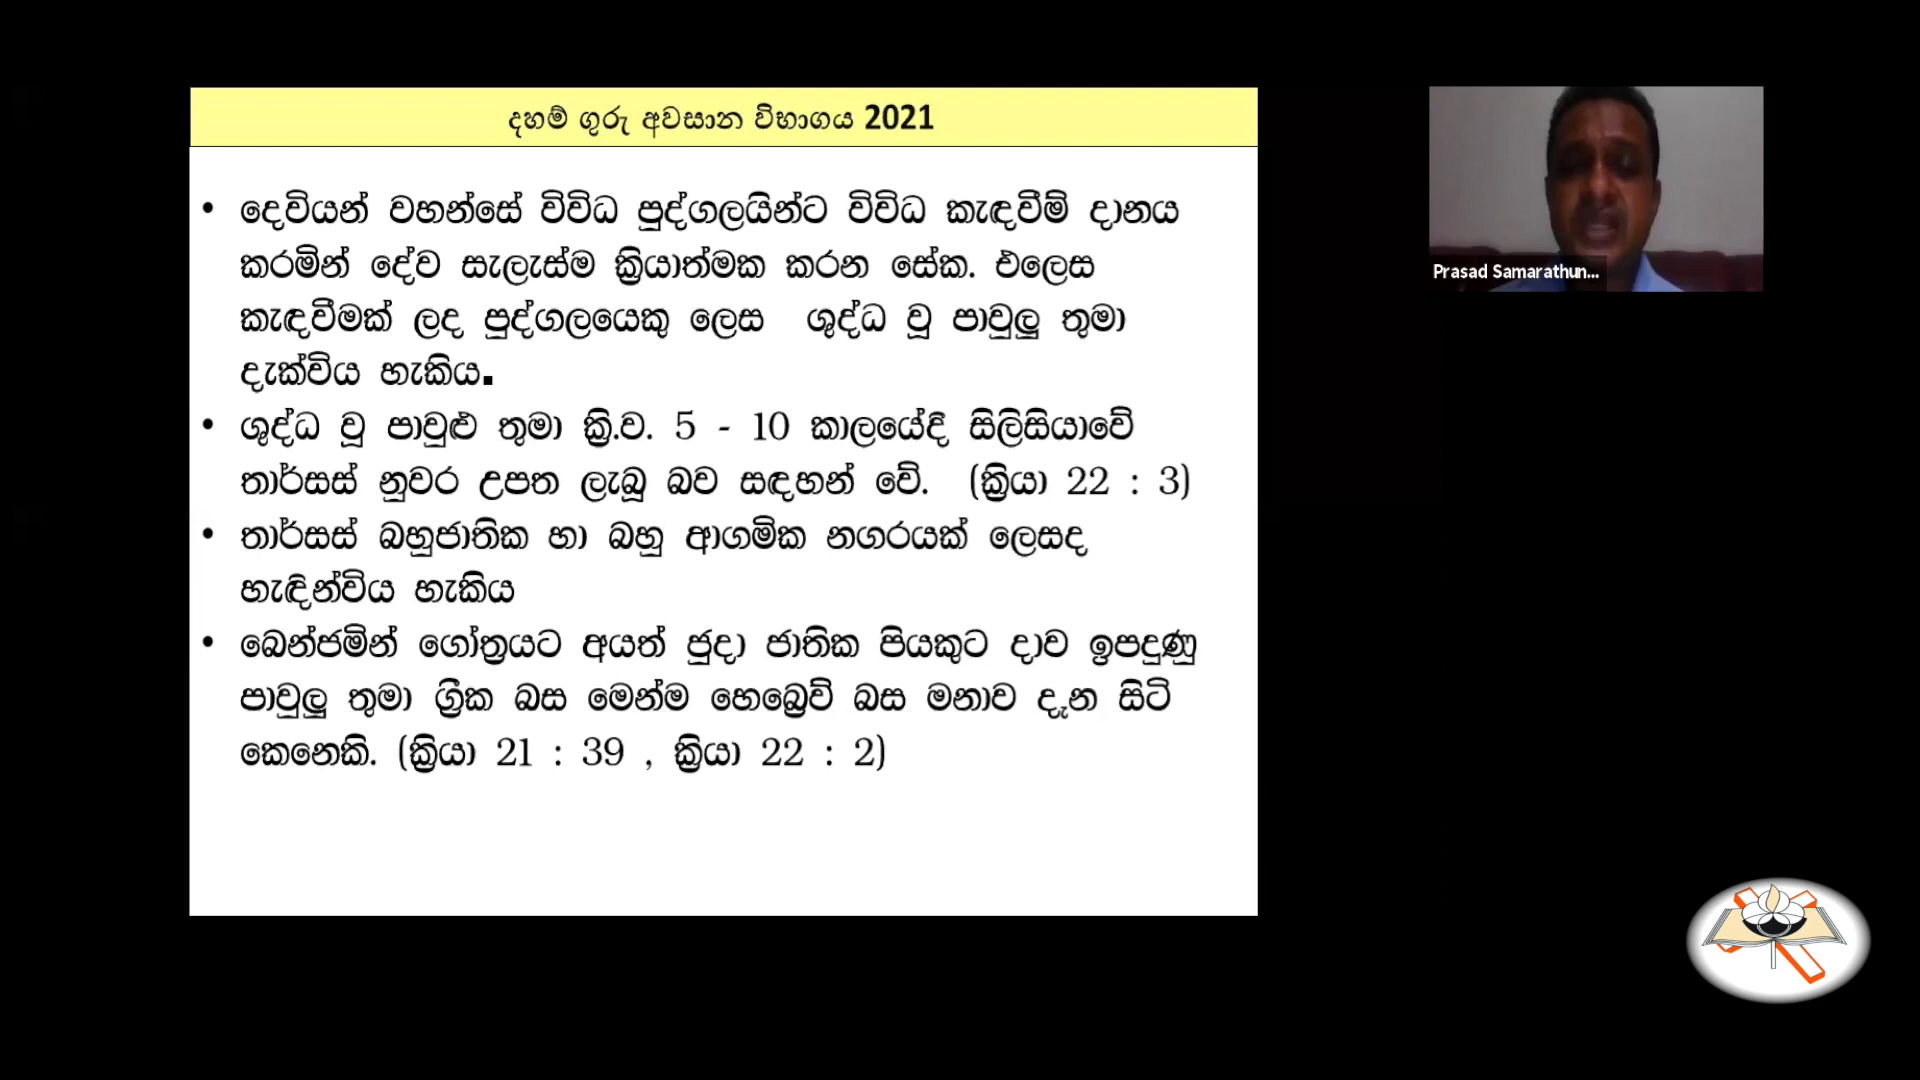 දහම් ගුරු අවසාන විභාගය 2021
• දෙවියන් වහන්සේ විවිධ පුද්ගලයින්ට විවිධ කැඳවීම් දානය
කරමින් දේව සැලැස්ම ක්‍රියාත්මක කරන සේක. එලෙස
කැඳවීමක් ලද පුද්ගලයෙකු ලෙස ශුද්ධ වූ පාවුලු තුමා
දැක්විය හැකිය.
• ශුද්ධ වූ පාවුළු තුමා ක්‍රි.ව. 5 - 10 කාලයේදී සිලිසියාවේ
තාර්සස් නුවර උපත ලැබූ බව සඳහන් වේ. (ක්‍රියා 22 : 3)
• තාර්සස් බහුජාතික හා බහු ආගමික නගරයක් ලෙසද
හැඳින්විය හැකිය
• බෙන්ජමින් ගෝත්‍රයට අයත් ජුදා ජාතික පියකුට දාව ඉපදුණු
පාවුලු තුමා ග්‍රීක බස මෙන්ම හෙබ්‍රෙව් බස මනාව දැන සිටි
කෙනෙකි. (ක්‍රියා 21 : 39 , ක්‍රියා 22 : 2)
Prasad Samarathun...